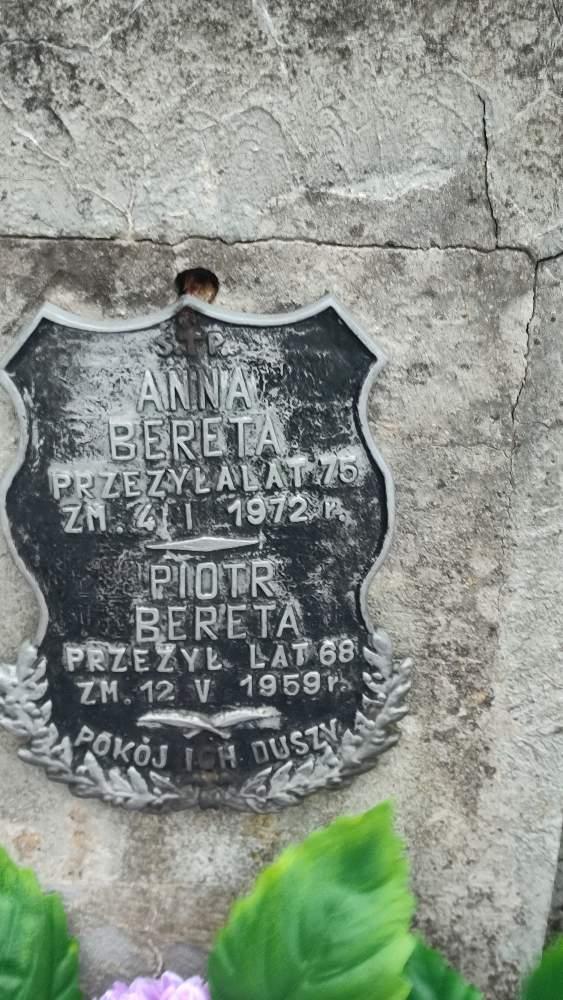 Ś.†P.
ANNA
BERETA
PRZEŻYŁA LAT 75
ZM. 4 I 1972 r.
PIOTR
BERETA
PRZEŻYŁ LAT 68
ZM. 12 V 1959 r.
POKÓJ ICH DUSZY